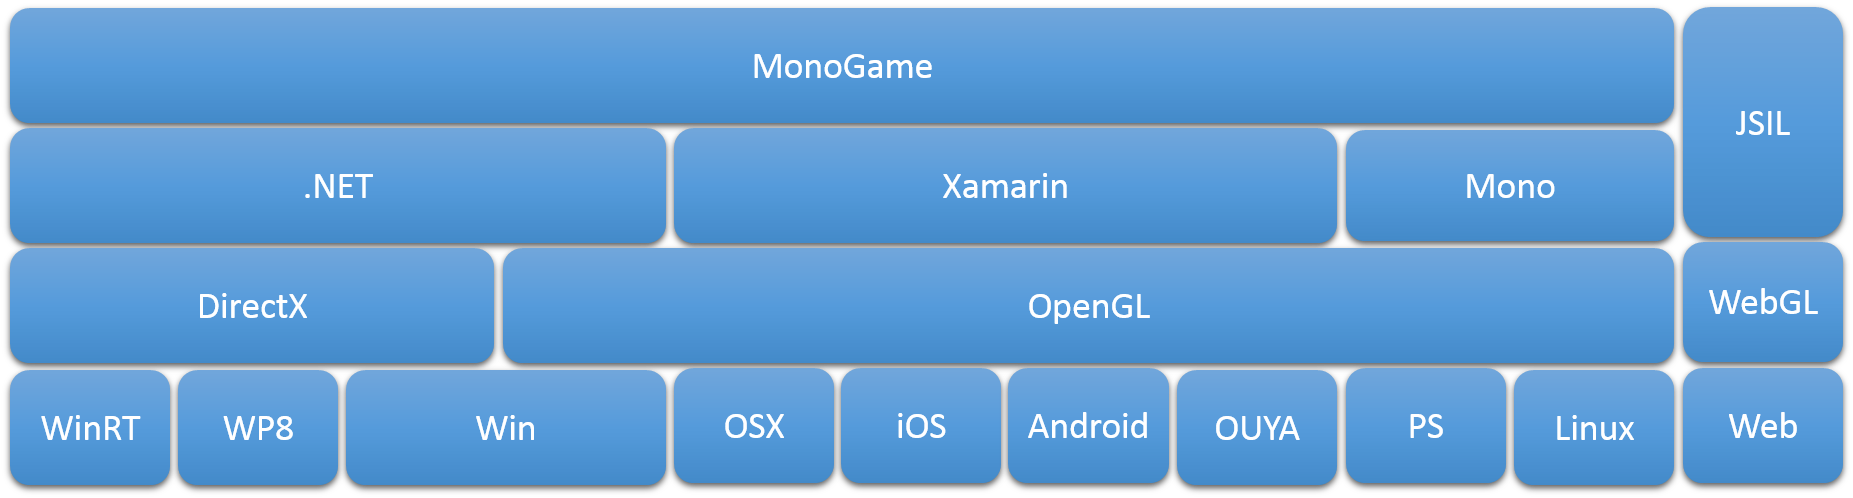 MonoGame
JSIL
.NET
Xamarin
Mono
DirectX
OpenGL
WebGL
WinRT
WP8
Win
OSX
iOS
Android
OUYA
PS
Linux
Web